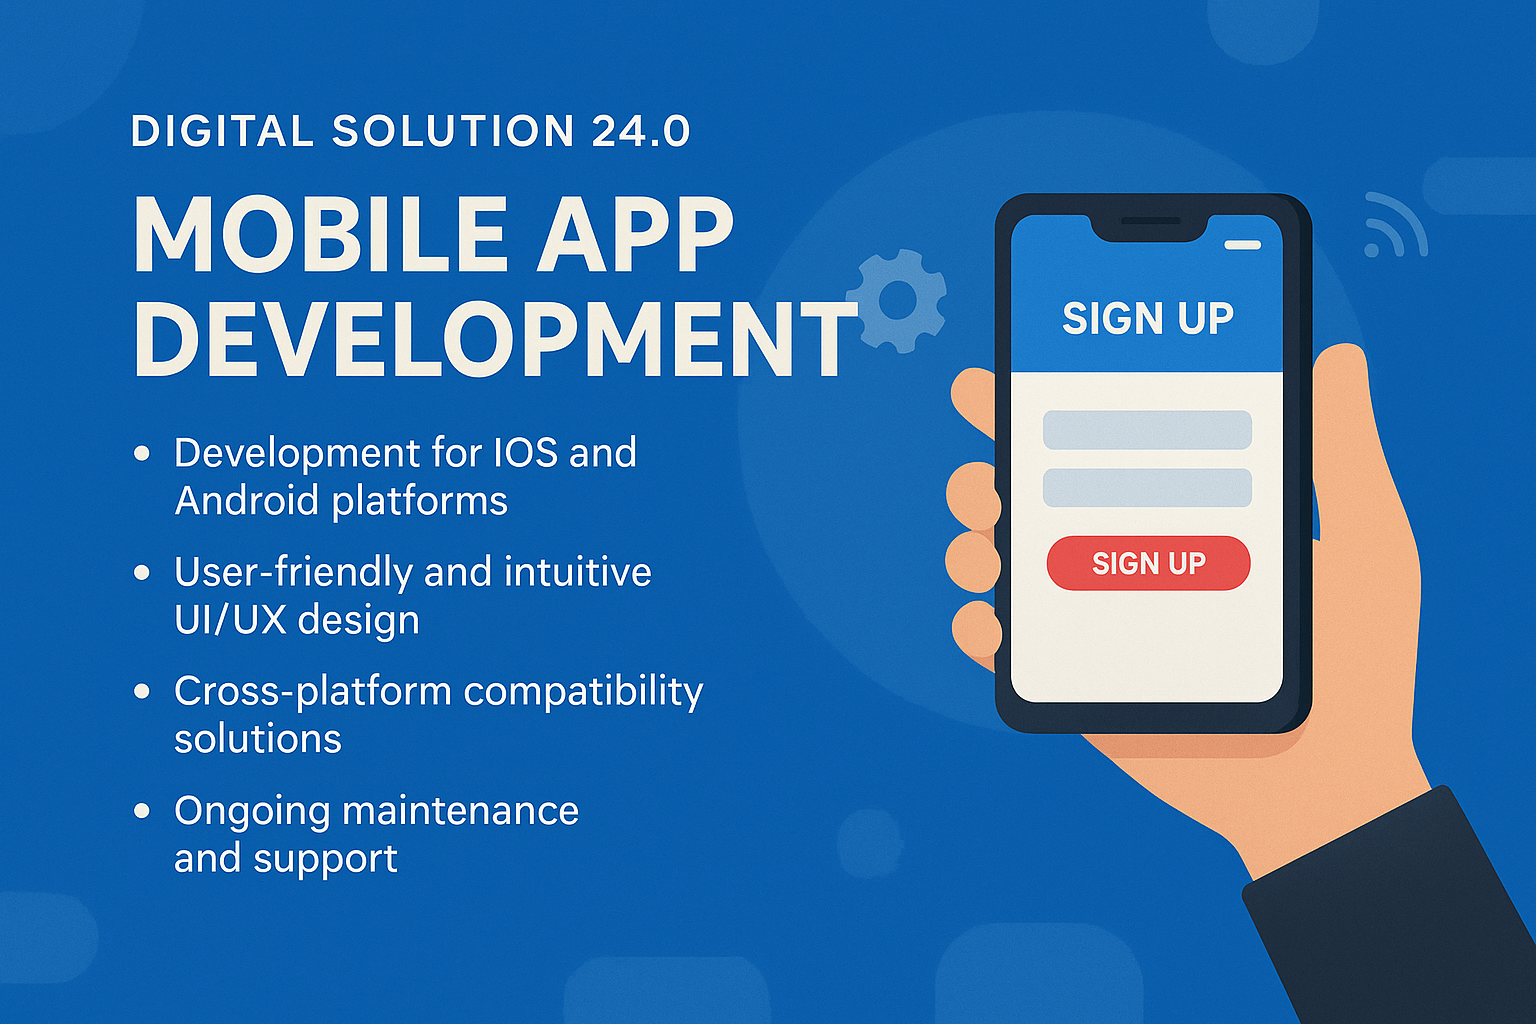 DIGITAL SOLUTION 24.0
MOBILE APP
DEVELOPMENT
• Development for IOS and
Android platforms
• User-friendly and intuitive
UI/UX design
• Cross-platform compatibility
solutions
• Ongoing maintenance
and support
SIGN UP
SIGN UP